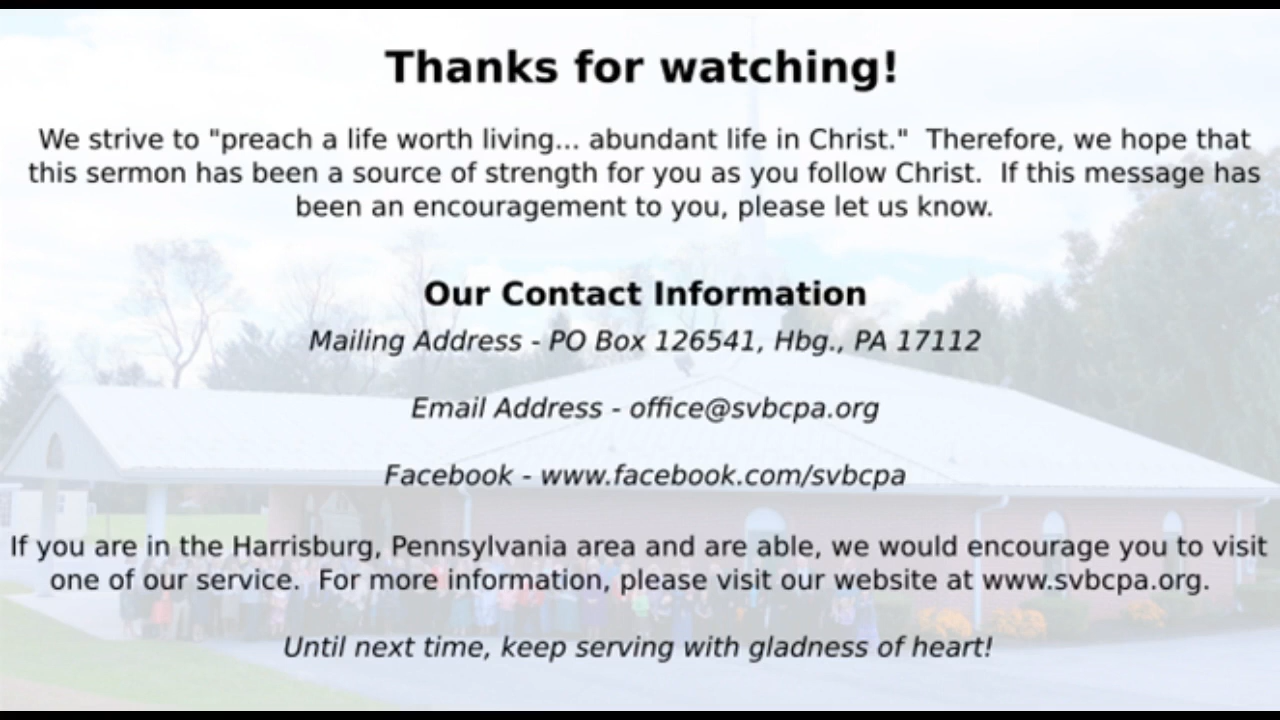 Thanks for watching!
We strive to "preach a life worth living... abundant life in Christ."  Therefore, we hope that
this sermon has been a source of strength for you as you follow Christ.  If this message has
been an encouragement to you, please let us know.
Our Contact Information
Mailing Address - PO Box 126541, Hbg., PA 17112
Email Address - office@svbcpa.org
Facebook - www.facebook.com/svbcpa
If you are in the Harrisburg, Pennsylvania area and are able, we would encourage you to visit
one of our service.  For more information, please visit our website at www.svbcpa.org.
Until next time, keep serving with gladness of heart!